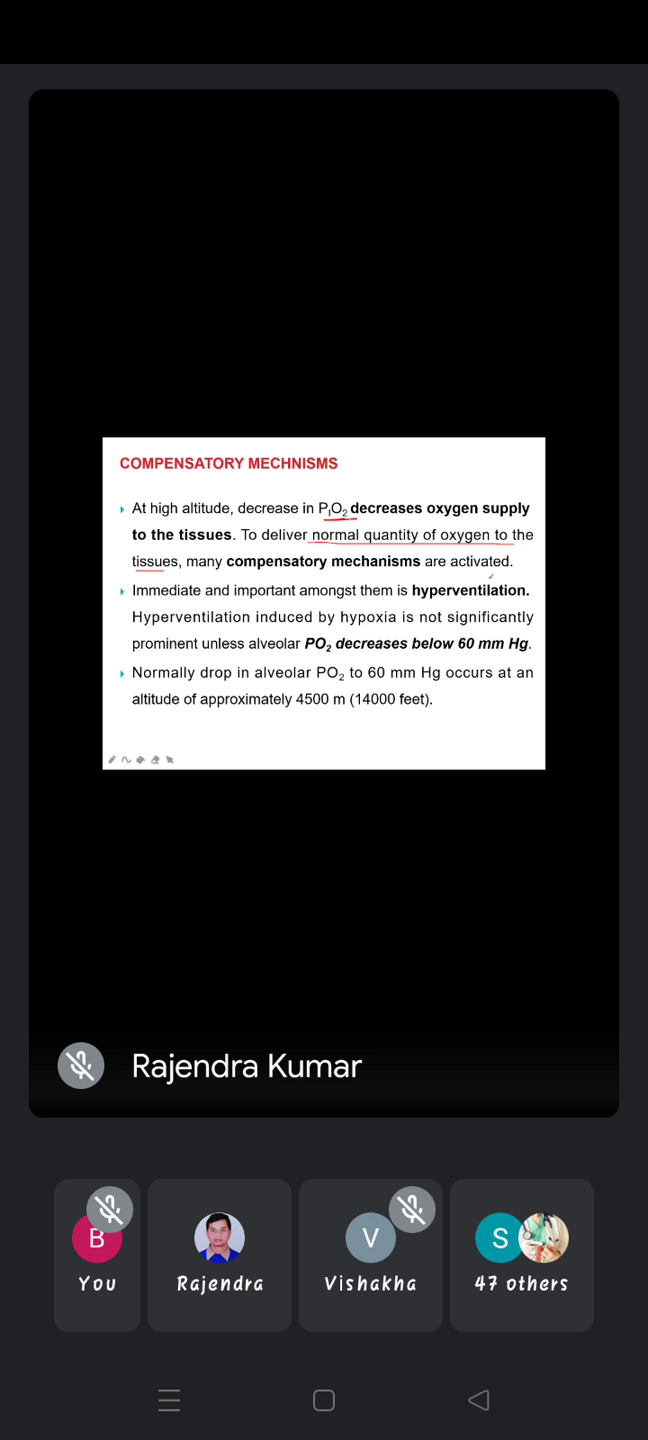 COMPENSATORY MECHNISMS
At high altitude, decrease in PIO2 decreases oxygen supply
to the tissues. To deliver normal quantity of oxygen to the
tissues, many compensatory mechanisms are activated.
Immediate and important amongst them is hyperventilation.
Hyperventilation induced by hypoxia is not significantly
prominent unless alveolar PO2 decreases below 60 mm Hg.
Normally drop in alveolar PO2 to 60 mm Hg occurs at an
altitude of approximately 4500 m (14000 feet).
Rajendra Kumar
B
V
S
You
Rajendra
Vishakha
47 others